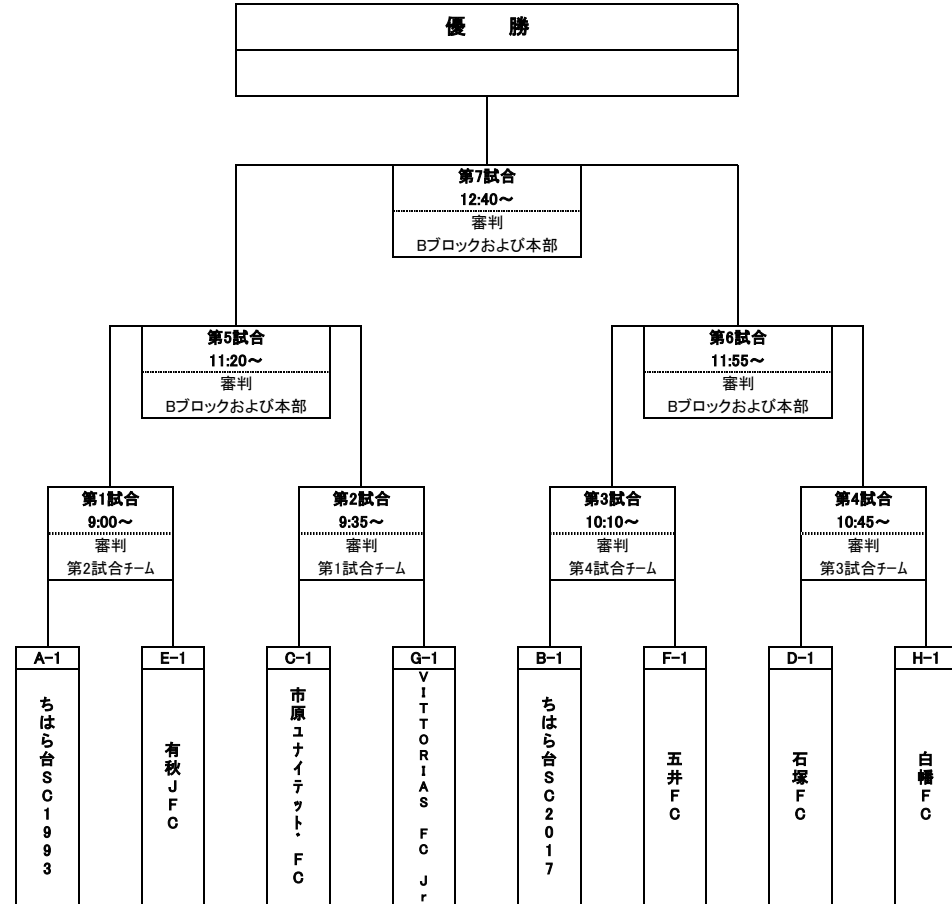 優　勝
第7試合
12:40～
審判
Bブロックおよび本部
第5試合
11:20～
審判
Bブロックおよび本部
第6試合
11:55～
審判
Bブロックおよび本部
第1試合
9:00～
審判
第2試合チーム
第2試合
9:35～
審判
第1試合チーム
第3試合
10:10～
審判
第4試合チーム
第4試合
10:45～
審判
第3試合チーム
A-1
E-1
C-1
G-1
B-1
F-1
D-1
H-1
ちはら台SC1993
有秋JFC
市原ユナイテット・FC
VITTORIAS FC Jr
ちはら台SC2017
五井FC
石塚FC
白幡FC